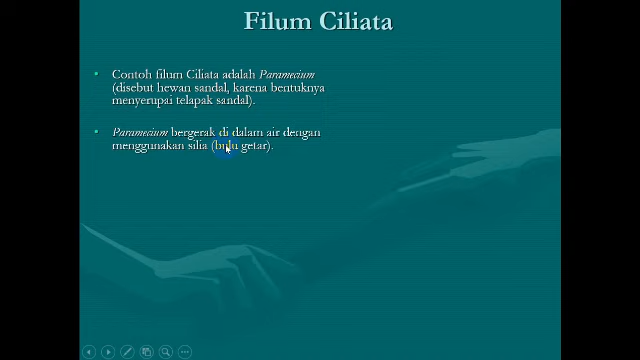 Filum Ciliata
• Contoh filum Ciliata adalah Paramecium
(disebut hewan sandal, karena bentuknya
menyerupai telapak sandal).
• Paramecium bergerak di dalam air dengan
menggunakan silia (bulu getar).